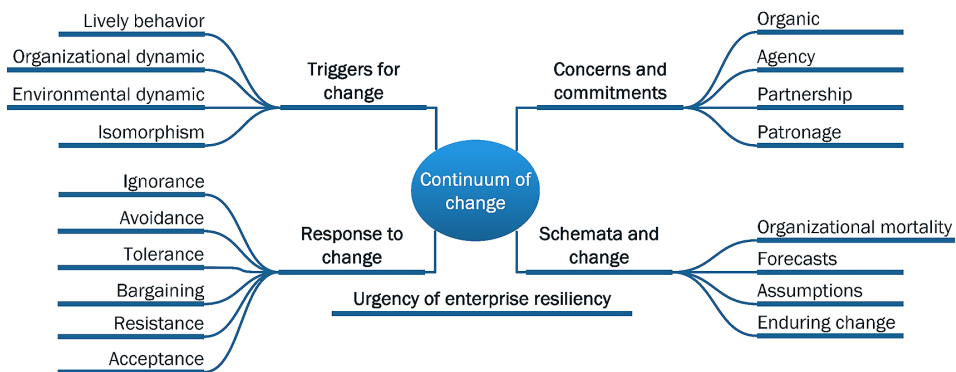 Lively behavior
Organizational dynamic
Environmental dynamic
Isomorphism
Triggers for
change
Concerns and
commitments
Organic
Agency
Partnership
Patronage
Continuum of
change
Ignorance
Avoidance
Tolerance
Bargaining
Resistance
Acceptance
Response to
change
Schemata and
change
Organizational mortality
Forecasts
Assumptions
Enduring change
Urgency of enterprise resiliency